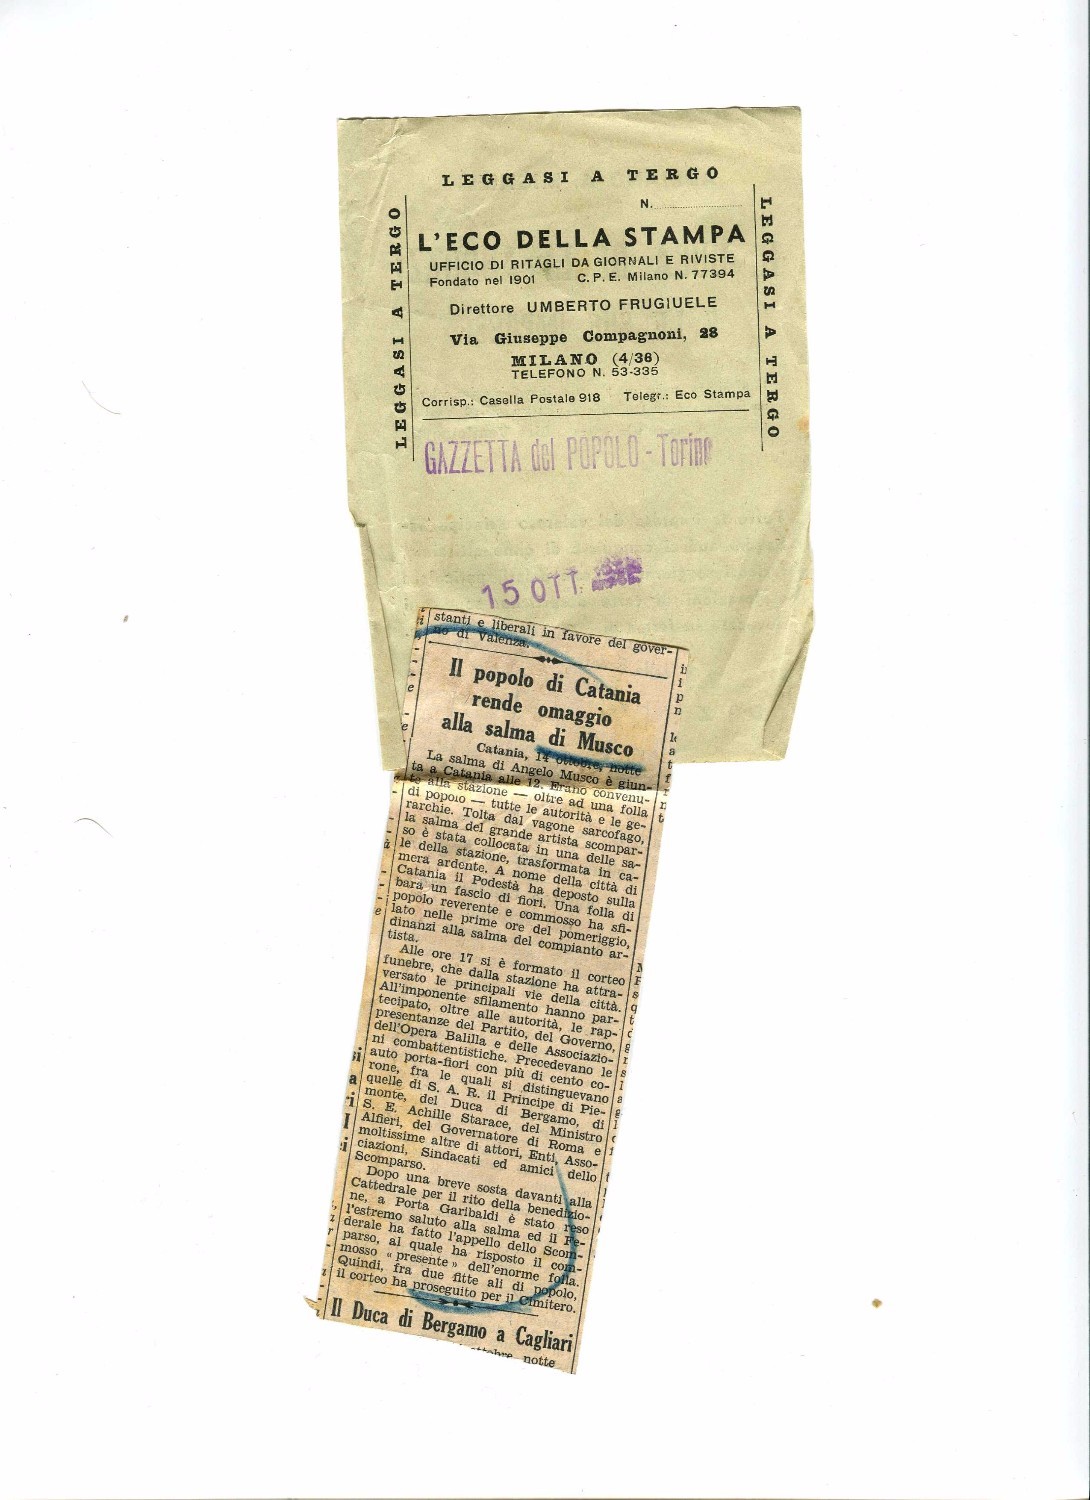 LEGGASI A TERGO
LEGGASI A TERGO
LEGGASI A TERGO
N.
L'ECO DELLA STAMPA
UFFICIO DI RITAGLI DA GIORNALI E RIVISTE
Fondato nel 1901 C.P.E. Milano N. 77394
Direttore UMBERTO FRUGIUELE
Via Giuseppe Compagnoni, 28
MILANO (4/36)
TELEFONO N. 53-335
Corrisp.: Casella Postale 918 Telegr.: Eco Stampa
GAZZETTA del POPOLO - Torino
15 OTT.
stanti e liberali in favore del gover-
no di Valenza.
Il popolo di Catania
rende omaggio
alla salma di Musco
Catania, 14 ottobre, notte
La salma di Angelo Musco è giun-
ta a Catania alle 12. Erano convenu-
te alla stazione — oltre ad una folla
di popolo — tutte le autorità e le ge-
rarchie. Tolta dal vagone sarcofago,
la salma del grande artista scompar-
so è stata collocata in una delle sa-
le della stazione, trasformata in ca-
mera ardente. A nome della città di
Catania il Podestà ha deposto sulla
bara un fascio di fiori. Una folla di
popolo reverente e commosso ha sfi-
lato nelle prime ore del pomeriggio,
dinanzi alla salma del compianto ar-
tista.
Alle ore 17 si è formato il corteo
funebre, che dalla stazione ha attra-
versato le principali vie della città.
All'imponente sfilamento hanno par-
tecipato, oltre alle autorità, le rap-
presentanze del Partito, del Governo,
dell'Opera Balilla e delle Associazio-
ni combattentistiche. Precedevano le
auto porta-fiori con più di cento co-
rone, fra le quali si distinguevano
quelle di S. A. R. il Principe di Pie-
monte, del Duca di Bergamo, di
S. E. Achille Starace, del Ministro
Alfieri, del Governatore di Roma e
moltissime altre di attori, Enti, Asso-
ciazioni, Sindacati ed amici dello
Scomparso.
Dopo una breve sosta davanti alla
Cattedrale per il rito della benedizio-
ne, a Porta Garibaldi è stato reso
l'estremo saluto alla salma ed il Fe-
derale ha fatto l'appello dello Scom-
parso, al quale ha risposto il com-
mosso « presente » dell'enorme folla.
Quindi, fra due fitte ali di popolo,
il corteo ha proseguito per il Cimitero.
Il Duca di Bergamo a Cagliari
notte